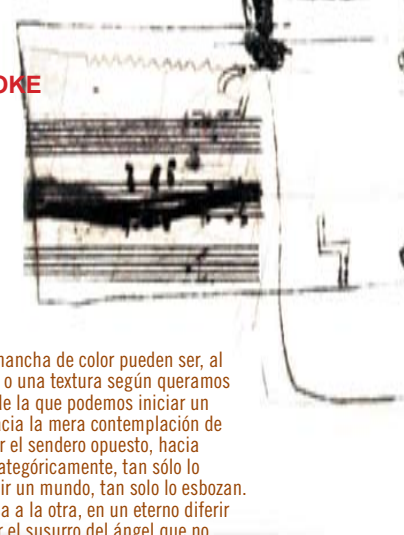 OKE
mancha de color pueden ser, al
o una textura según queramos
de la que podemos iniciar un
hacia la mera contemplación de
r el sendero opuesto, hacia
ategóricamente, tan sólo lo
ir un mundo, tan solo lo esbozan.
a a la otra, en un eterno diferir
r el susurro del ángel que no